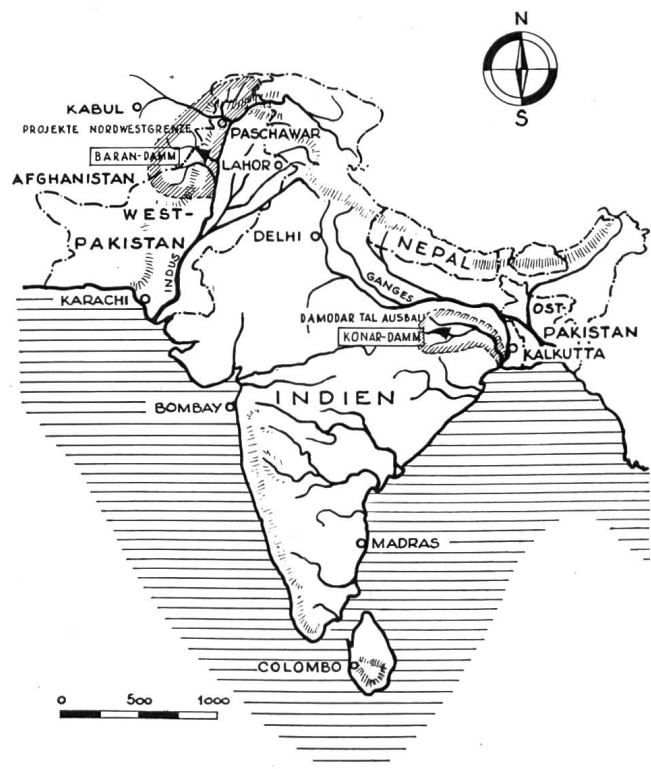 N
S
KABUL
PROJEKTE NORDWESTGRENZE
PASCHAWAR
BARAN-DAMM
LAHOR
AFGHANISTAN
WEST-
PAKISTAN
INDUS
DELHI
NEPAL
GANGES
KARACHI
OST-
DAMODAR TAL AUSBAU
PAKISTAN
KONAR-DAMM
KALKUTTA
INDIEN
BOMBAY
MADRAS
COLOMBO
0 500 1000